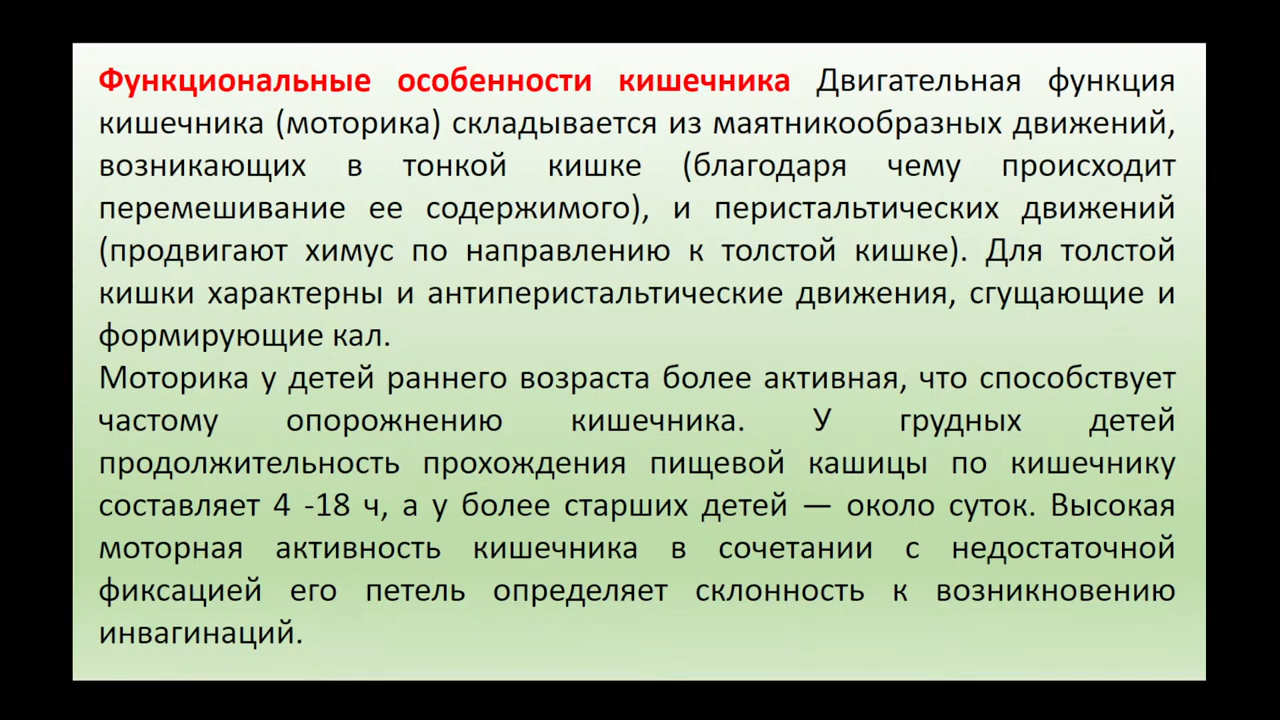 Функциональные особенности кишечника Двигательная функция
кишечника (моторика) складывается из маятникообразных движений,
возникающих в тонкой кишке (благодаря чему происходит
перемешивание ее содержимого), и перистальтических движений
(продвигают химус по направлению к толстой кишке). Для толстой
кишки характерны и антиперистальтические движения, сгущающие и
формирующие кал.
Моторика у детей раннего возраста более активная, что способствует
частому опорожнению кишечника. У грудных детей
продолжительность прохождения пищевой кашицы по кишечнику
составляет 4 -18 ч, а у более старших детей — около суток. Высокая
моторная активность кишечника в сочетании с недостаточной
фиксацией его петель определяет склонность к возникновению
инвагинаций.